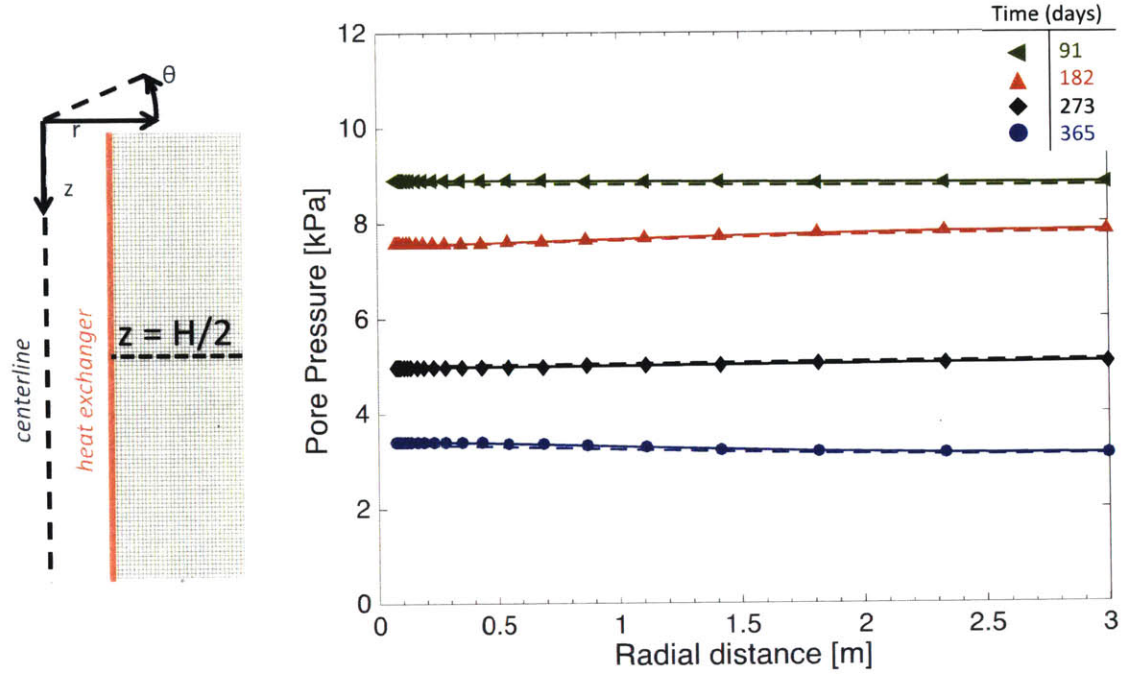 θ
r
z
centerline
heat exchanger
z = H/2
Time (days)
91
182
273
365
12
10
8
6
4
2
0
Pore Pressure [kPa]
0
0.5
1
1.5
2
2.5
3
Radial distance [m]